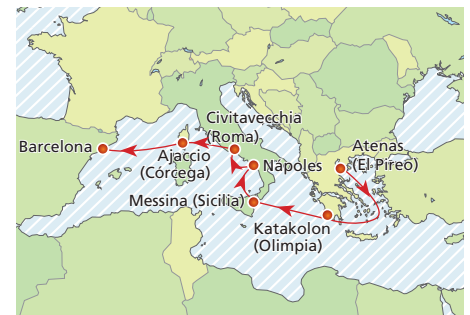 Civitavecchia
(Roma)
Barcelona
Ajaccio
(Córcega)
Atenas
(El Pireo)
Nápoles
Messina (Sicilia)
Katakolon
(Olimpia)